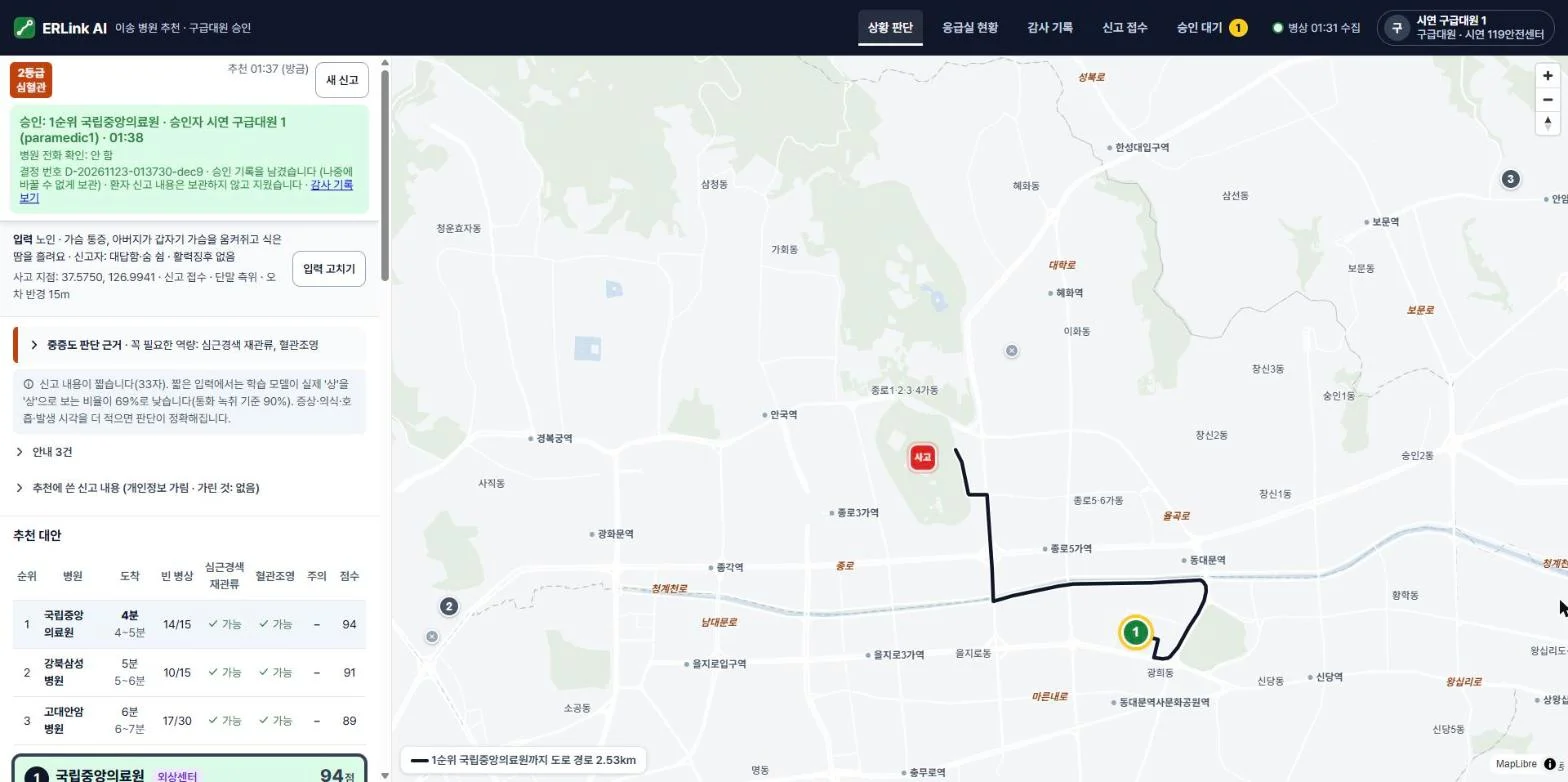 ERLink AI 이송 병원 추천 · 구급대원 승인
상황 판단
응급실 현황
감사 기록
신고 접수
승인 대기 1
병상 01:31 수집
구
시연 구급대원 1
구급대원 · 시연 119안전센터
2등급
심혈관
추천 01:37 (방금)
새 신고
승인: 1순위 국립중앙의료원 · 승인자 시연 구급대원 1
(paramedic1) · 01:38
병원 전화 확인: 안 함
결정 번호 D-20261123-013730-dec9 · 승인 기록을 남겼습니다 (나중에
바꿀 수 없게 보관) · 환자 신고 내용은 보관하지 않고 지웠습니다 · 감사 기록
보기
입력 노인 · 가슴 통증, 아버지가 갑자기 가슴을 움켜쥐고 식은
땀을 흘려요 · 신고자: 대답함·숨 쉼 · 활력징후 없음
사고 지점: 37.5750, 126.9941 · 신고 접수 · 단말 측위 · 오
차 반경 15m
입력 고치기
중증도 판단 근거 · 꼭 필요한 역량: 심근경색 재관류, 혈관조영
신고 내용이 짧습니다(33자). 짧은 입력에서는 학습 모델이 실제 '상'을
'상'으로 보는 비율이 69%로 낮습니다(통화 녹취 기준 90%). 증상·의식·호
흡·발생 시각을 더 적으면 판단이 정확해집니다.
안내 3건
추천에 쓴 신고 내용 (개인정보 가림 · 가린 것: 없음)
추천 대안
순위 병원 도착 빈 병상 심근경색 재관류 혈관조영 주의 점수
1 국립중앙의료원 4분 4~5분 14/15 ✓ 가능 ✓ 가능 – 94
2 강북삼성병원 5분 5~6분 10/15 ✓ 가능 ✓ 가능 – 91
3 고대안암병원 6분 6~7분 17/30 ✓ 가능 ✓ 가능 – 89
1 국립중앙의료원 외상센터 94점
성북로
한성대입구역
3
삼청동
혜화동
삼선동
안암
보문역
청운효자동
가회동
대학로
보문동
혜화역
보문로
이화동
창신3동
종로1·2·3·4가동
숭인1동
안국역
경복궁역
창신2동
사고
숭인2동
사직동
창신1동
종로5·6가동
종로3가역
율곡로
광화문역
종로5가역
동대문역
종로
종각역
청계천
청계천로
황학동
2
남대문로
1
왕십리도
을지로3가역
을지로동
을지로입구역
광희동
신당역
신당동
왕십리로
마른내로
동대문역사문화공원역
상왕십
소공동
신당5동
1순위 국립중앙의료원까지 도로 경로 2.53km
명동
충무로역
MapLibre